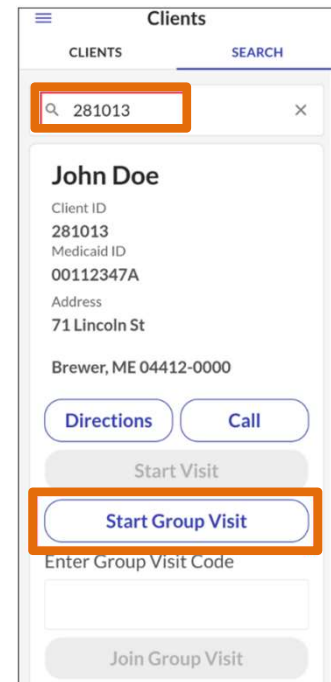 Clients
CLIENTS SEARCH
281013
John Doe
Client ID
281013
Medicaid ID
00112347A
Address
71 Lincoln St
Brewer, ME 04412-0000
Directions Call
Start Visit
Start Group Visit
Enter Group Visit Code
Join Group Visit